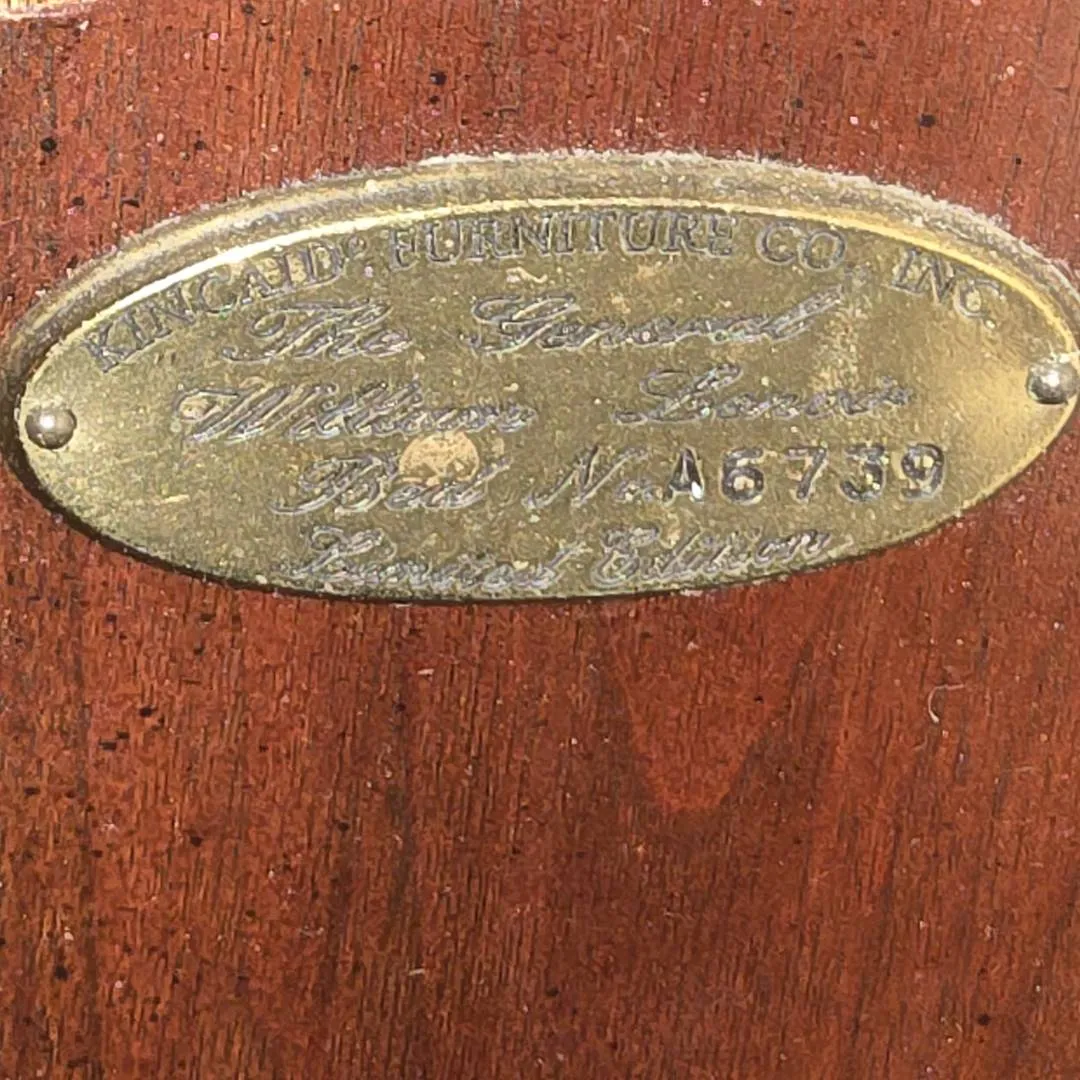 KINCAID® FURNITURE CO., INC.
The General
William Lenoir
Bed No. A6739
Limited Edition